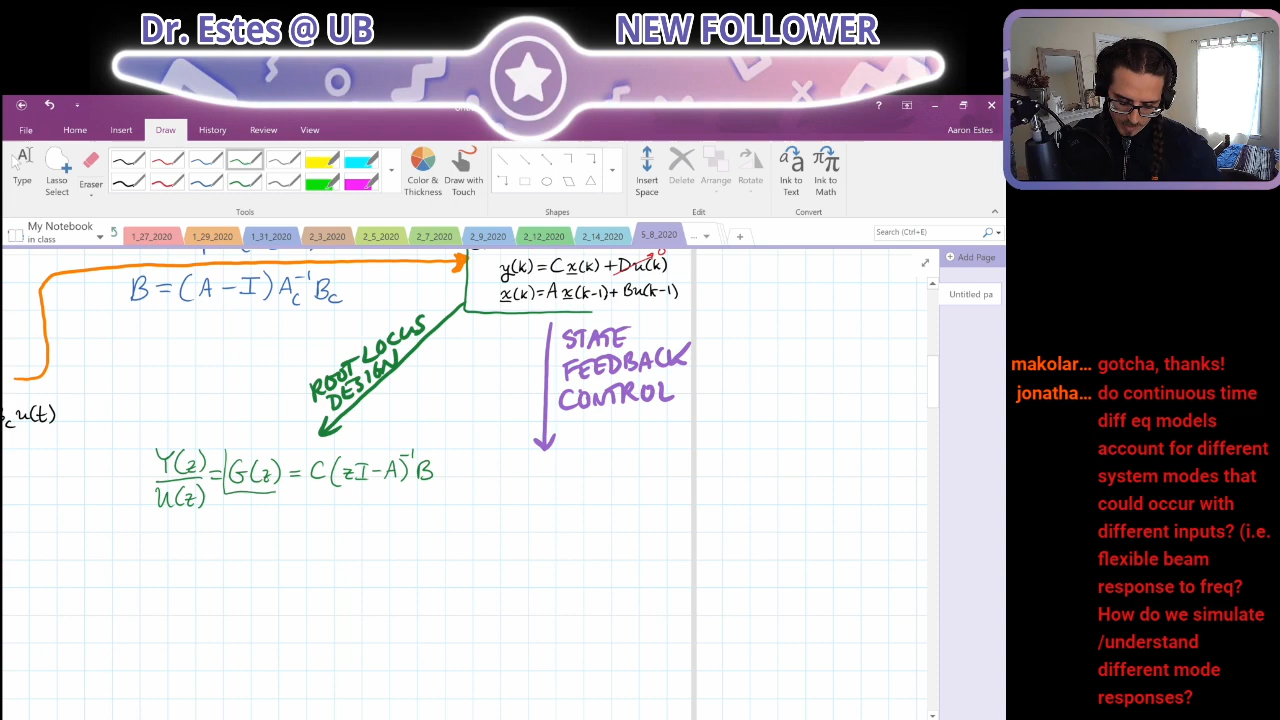 Dr. Estes @ UB
NEW FOLLOWER
Aaron Estes
File Home Insert Draw History Review View
Type
Lasso Select
Eraser
Color & Thickness
Draw with Touch
Insert Space
Delete
Arrange
Rotate
Ink to Text
Ink to Math
Tools
Shapes
Edit
Convert
My Notebook
in class
1_27_2020 1_29_2020 1_31_2020 2_3_2020 2_5_2020 2_7_2020 2_9_2020 2_12_2020 2_14_2020 5_8_2020 ...
Search (Ctrl+E)
Add Page
Untitled pa
y(k) = C x(k) + D u(k) 0
x(k) = A x(k-1) + B u(k-1)
B = (A - I) A_c^-1 B_c
ROOT LOCUS
DESIGN
STATE
FEEDBACK
CONTROL
_c u(t)
Y(z)/U(z) = G(z) = C(zI-A)^-1 B
makolar... gotcha, thanks!
jonatha... do continuous time
diff eq models
account for different
system modes that
could occur with
different inputs? (i.e.
flexible beam
response to freq?
How do we simulate
/understand
different mode
responses?